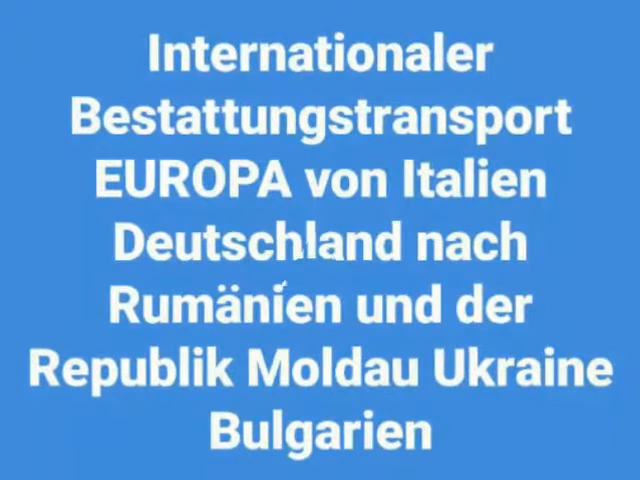 Internationaler
Bestattungstransport
EUROPA von Italien
Deutschland nach
Rumänien und der
Republik Moldau Ukraine
Bulgarien